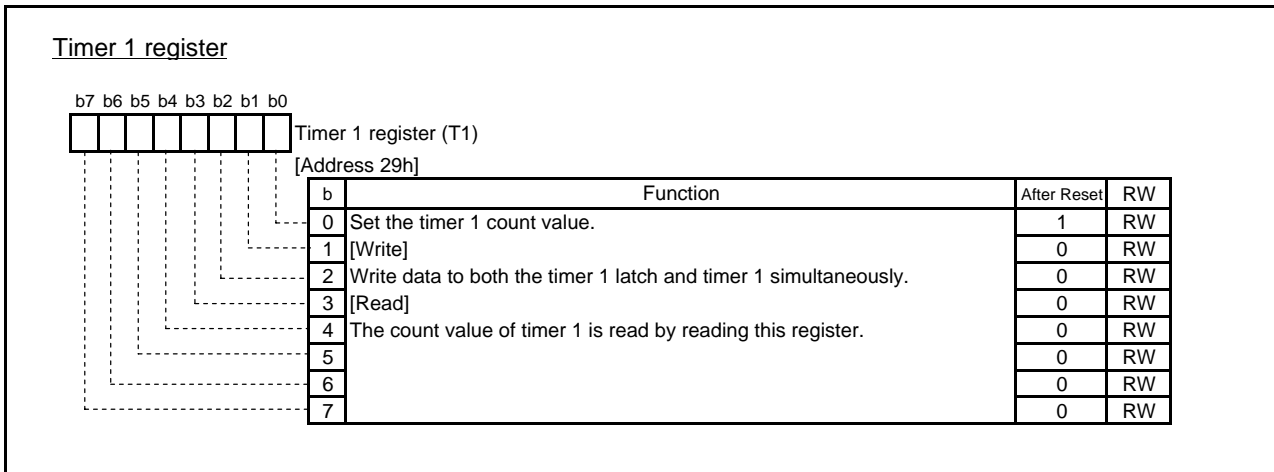 Timer 1 register
b7 b6 b5 b4 b3 b2 b1 b0
Timer 1 register (T1)
[Address 29h]
b Function After Reset RW
0 Set the timer 1 count value. 1 RW
1 [Write] 0 RW
2 Write data to both the timer 1 latch and timer 1 simultaneously. 0 RW
3 [Read] 0 RW
4 The count value of timer 1 is read by reading this register. 0 RW
5 0 RW
6 0 RW
7 0 RW